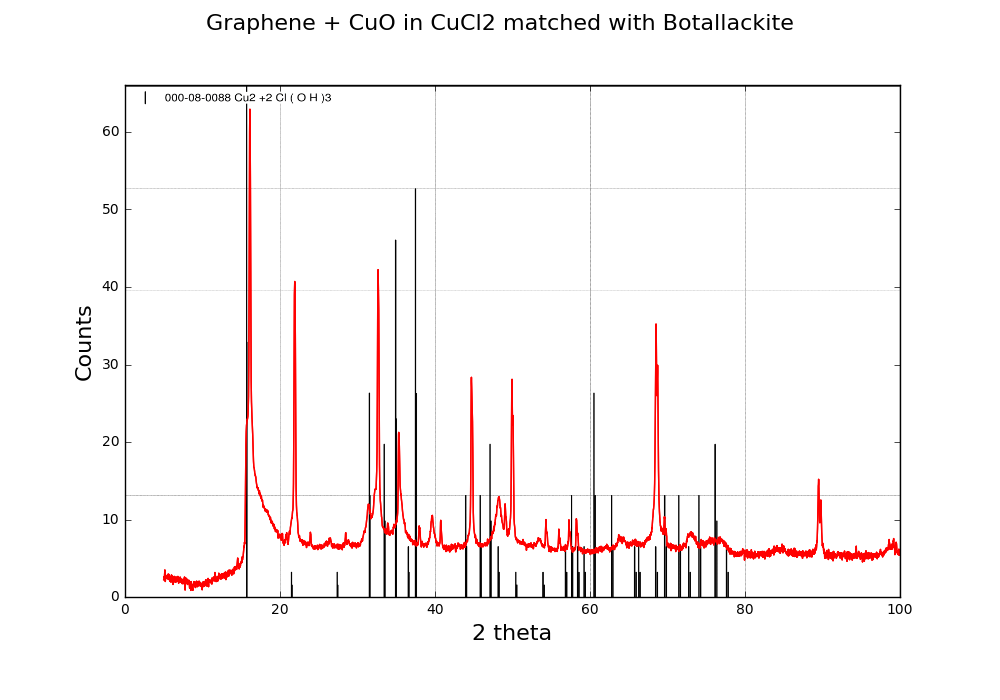 Graphene + CuO in CuCl2 matched with Botallackite
000-08-0088 Cu2 +2 Cl ( O H )3
60
50
40
30
20
10
0
0 20 40 60 80 100
Counts
2 theta